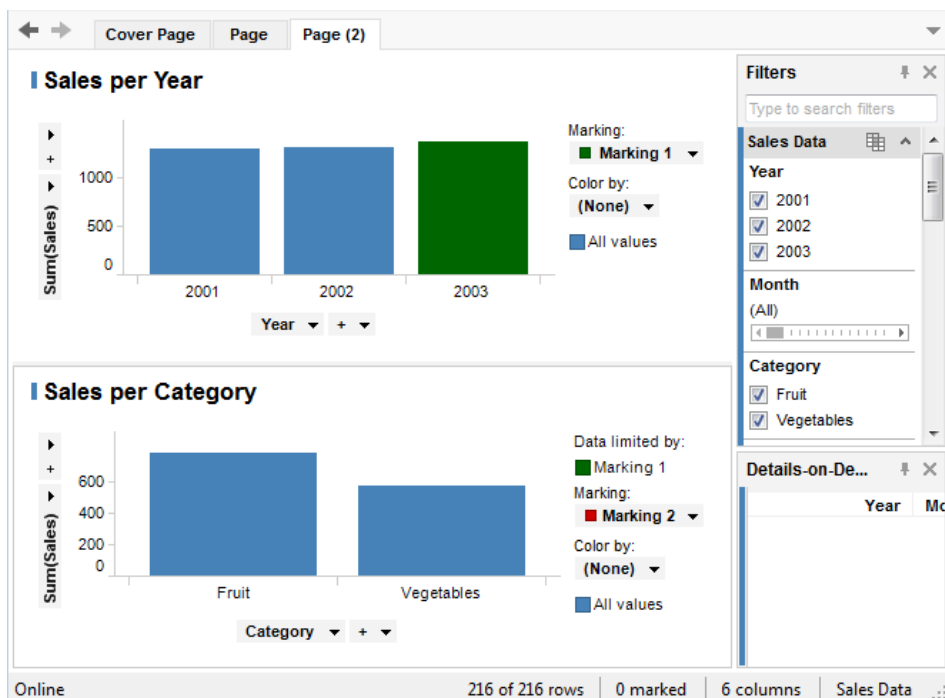 Cover Page Page Page (2)
Sales per Year
Sum(Sales)
+
1000
500
0
2001 2002 2003
Year + 
Marking:
Marking 1
Color by:
(None)
All values
Sales per Category
Sum(Sales)
+
600
400
200
0
Fruit Vegetables
Category +
Data limited by:
Marking 1
Marking:
Marking 2
Color by:
(None)
All values
Filters
Type to search filters
Sales Data
Year
2001
2002
2003
Month
(All)
Category
Fruit
Vegetables
Details-on-De...
Year Mo
Online 216 of 216 rows 0 marked 6 columns Sales Data